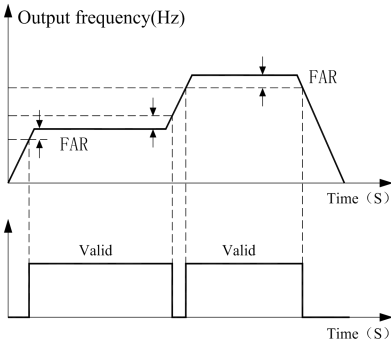 Output frequency(Hz)
FAR
FAR
Time（S）
Valid
Valid
Time（S）